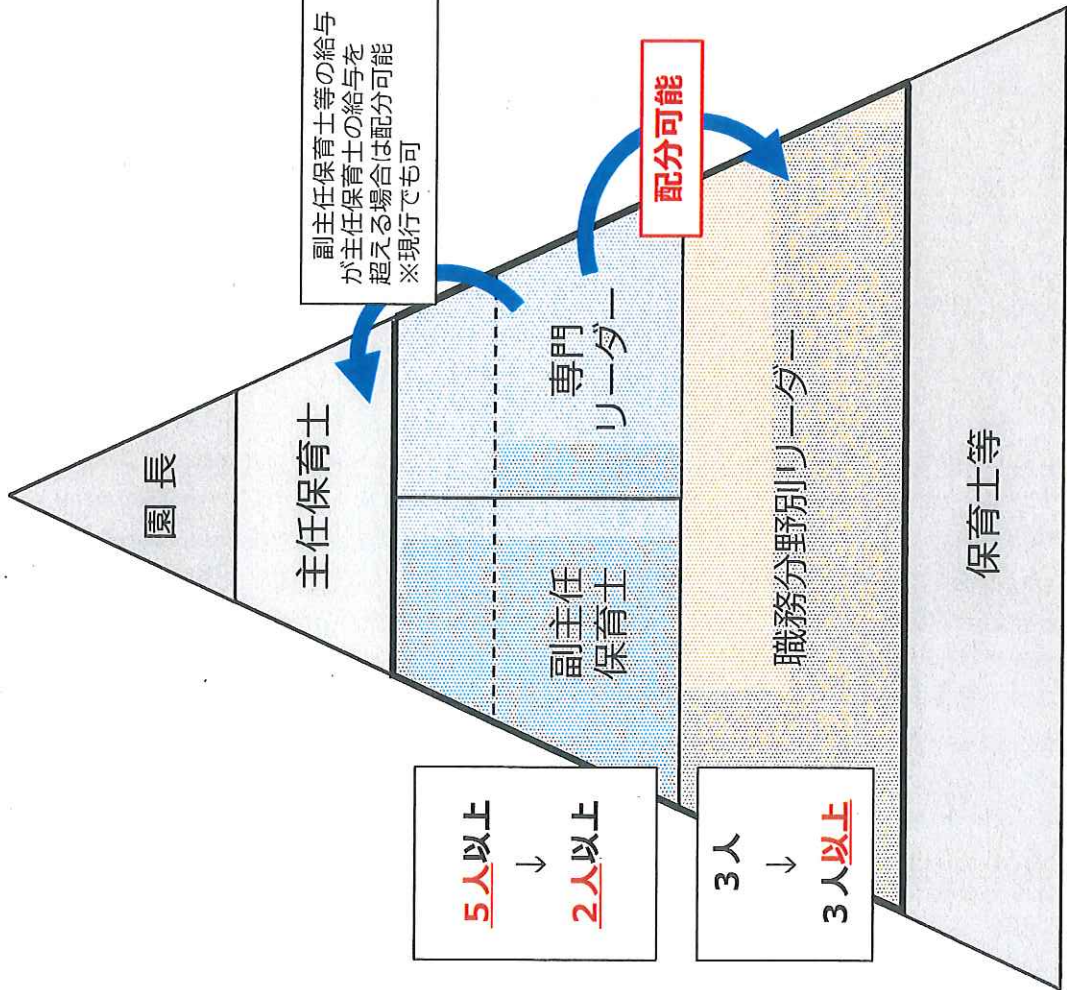 園 長
主任保育士
副主任保育士等の給与
が主任保育士の給与を
超える場合は配分可能
※現行でも可
5人以上
↓
2人以上
副主任
保育士
専門
リーダー
配分可能
3人
↓
3人以上
職務分野別リーダー
保育士等